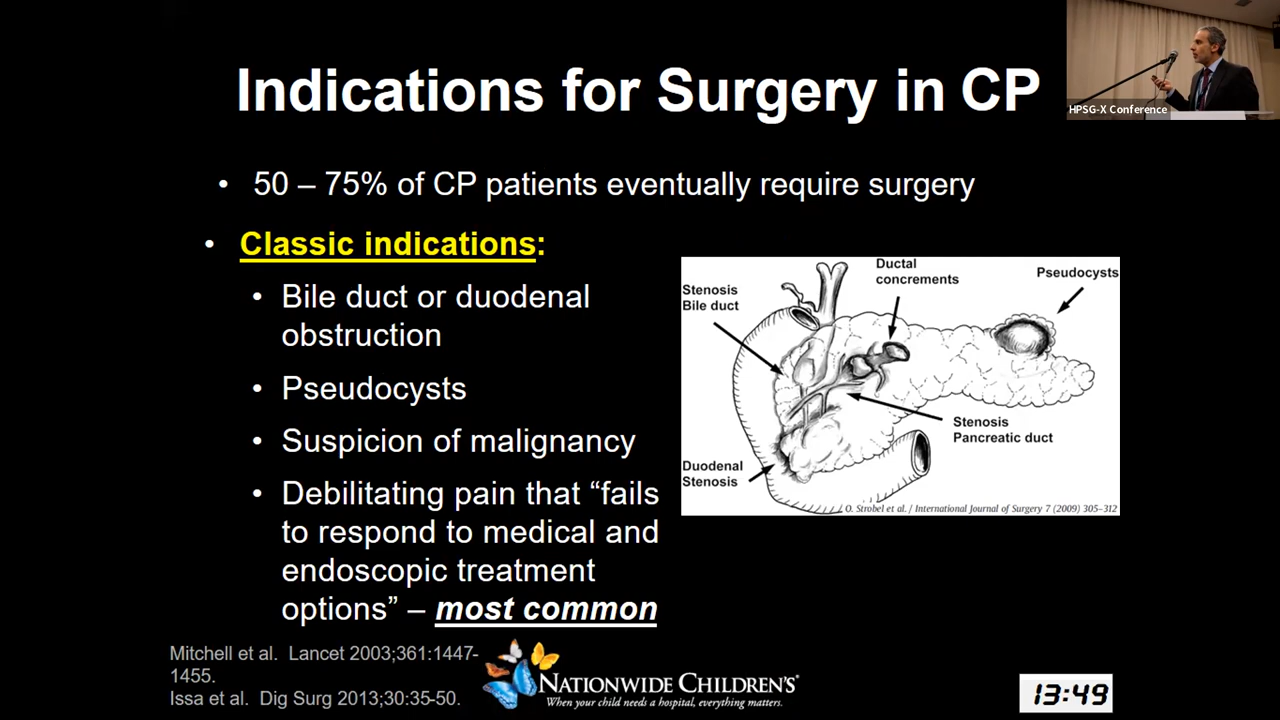 Indications for Surgery in CP
HPSG-X Conference
• 50 – 75% of CP patients eventually require surgery
• Classic indications:
• Bile duct or duodenal
obstruction
• Pseudocysts
• Suspicion of malignancy
• Debilitating pain that “fails
to respond to medical and
endoscopic treatment
options” – most common
Stenosis
Bile duct
Ductal
concrements
Pseudocysts
Stenosis
Pancreatic duct
Duodenal
Stenosis
O. Strobel et al. / International Journal of Surgery 7 (2009) 305–312
Mitchell et al. Lancet 2003;361:1447-
1455.
Issa et al. Dig Surg 2013;30:35-50.
NATIONWIDE CHILDREN'S®
When your child needs a hospital, everything matters.
13:49